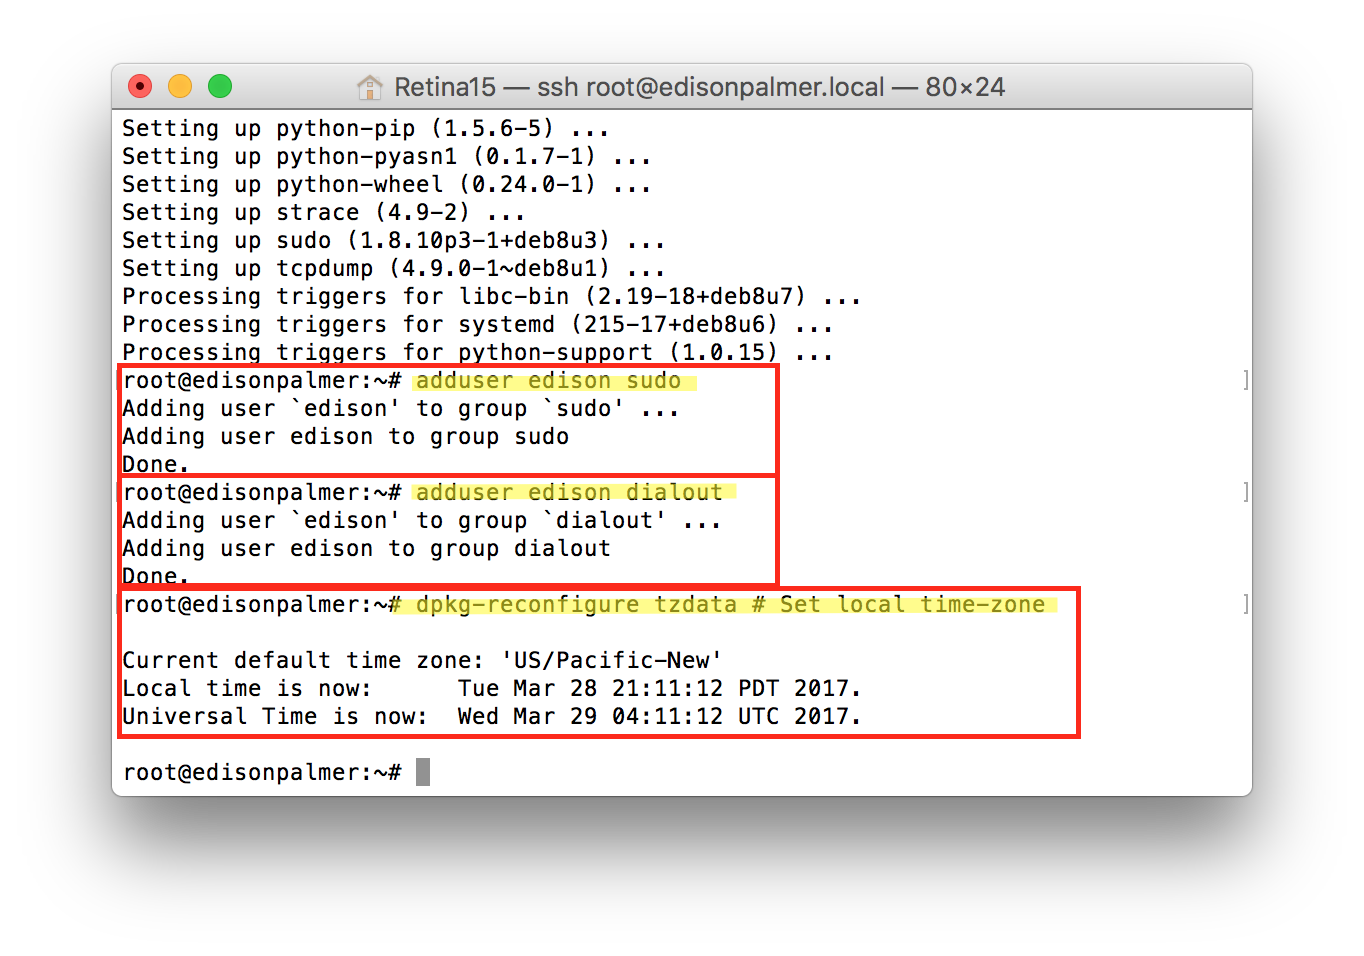 Retina15 — ssh root@edisonpalmer.local — 80×24
Setting up python-pip (1.5.6-5) ...
Setting up python-pyasn1 (0.1.7-1) ...
Setting up python-wheel (0.24.0-1) ...
Setting up strace (4.9-2) ...
Setting up sudo (1.8.10p3-1+deb8u3) ...
Setting up tcpdump (4.9.0-1~deb8u1) ...
Processing triggers for libc-bin (2.19-18+deb8u7) ...
Processing triggers for systemd (215-17+deb8u6) ...
Processing triggers for python-support (1.0.15) ...
root@edisonpalmer:~# adduser edison sudo
Adding user `edison' to group `sudo' ...
Adding user edison to group sudo
Done.
root@edisonpalmer:~# adduser edison dialout
Adding user `edison' to group `dialout' ...
Adding user edison to group dialout
Done.
root@edisonpalmer:~# dpkg-reconfigure tzdata # Set local time-zone
Current default time zone: 'US/Pacific-New'
Local time is now:      Tue Mar 28 21:11:12 PDT 2017.
Universal Time is now:  Wed Mar 29 04:11:12 UTC 2017.
root@edisonpalmer:~#